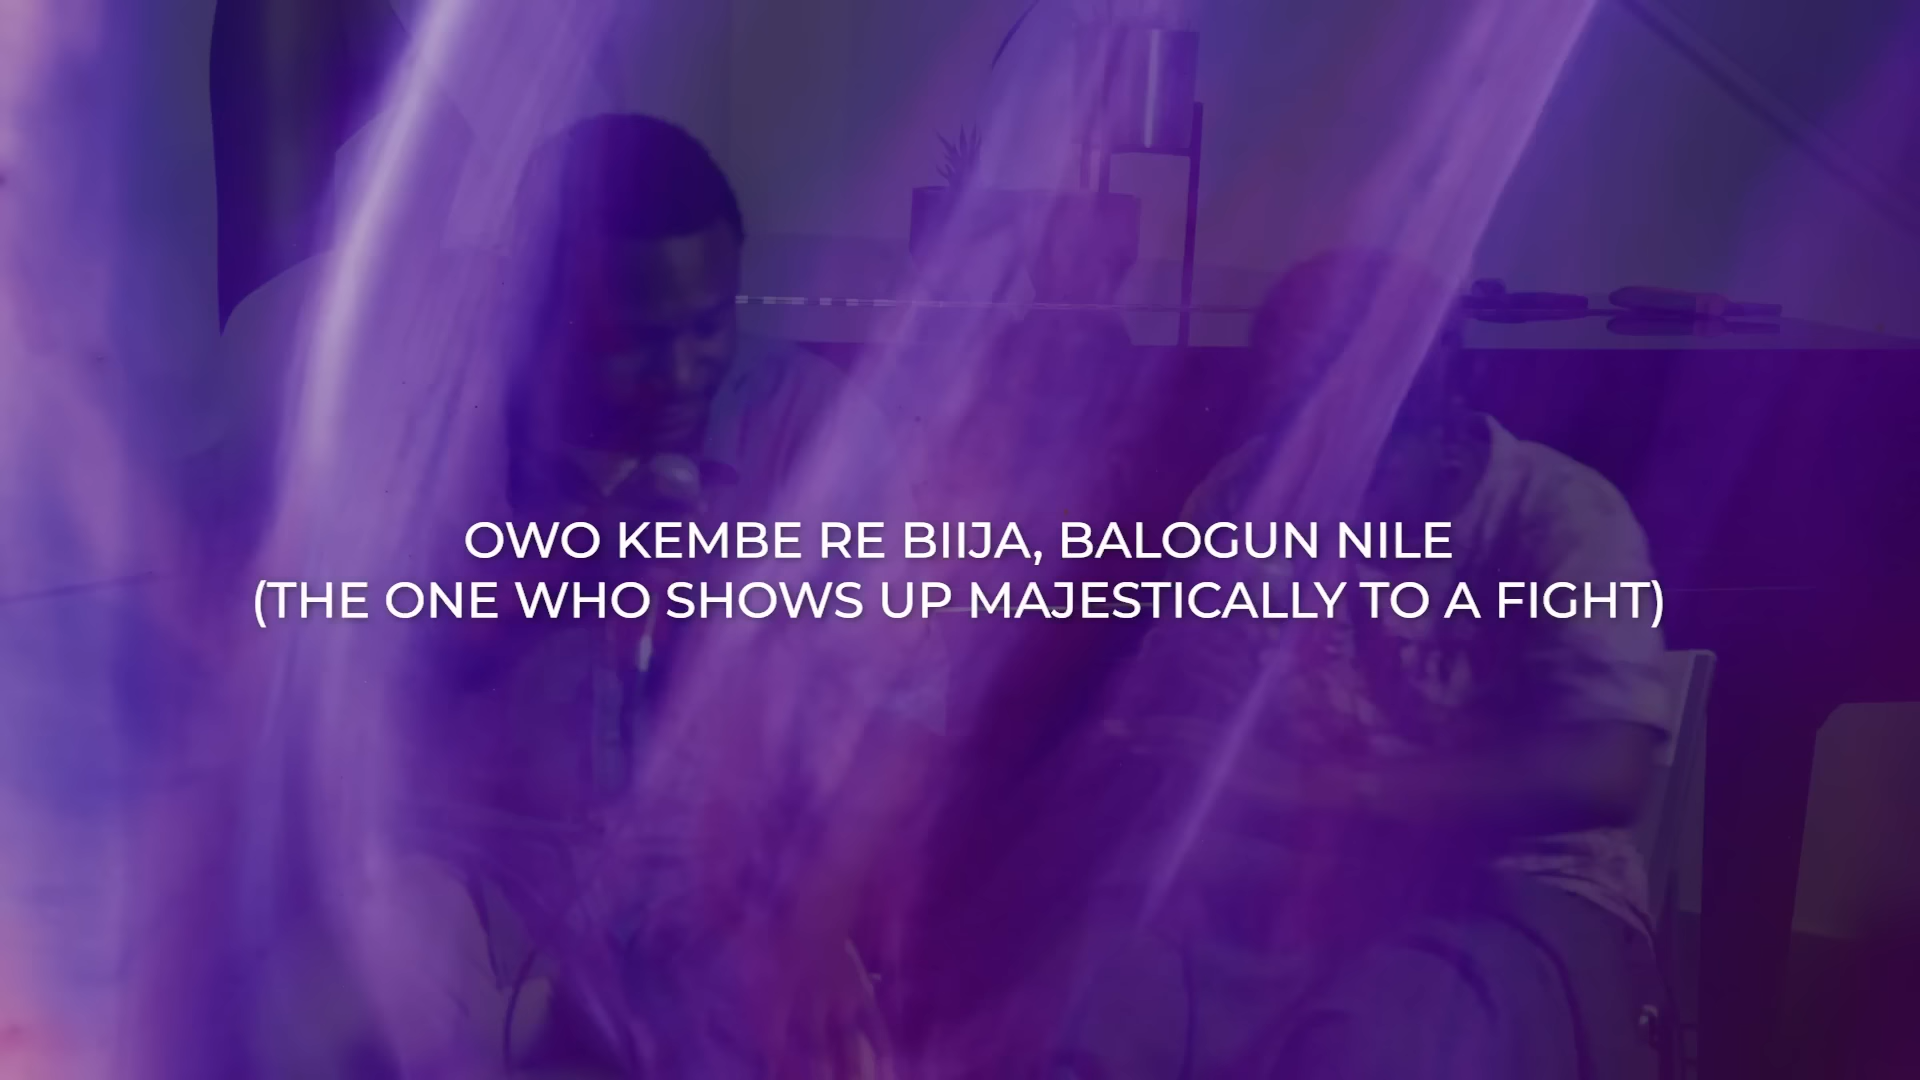 OWO KEMBE RE BIIJA, BALOGUN NILE
(THE ONE WHO SHOWS UP MAJESTICALLY TO A FIGHT)